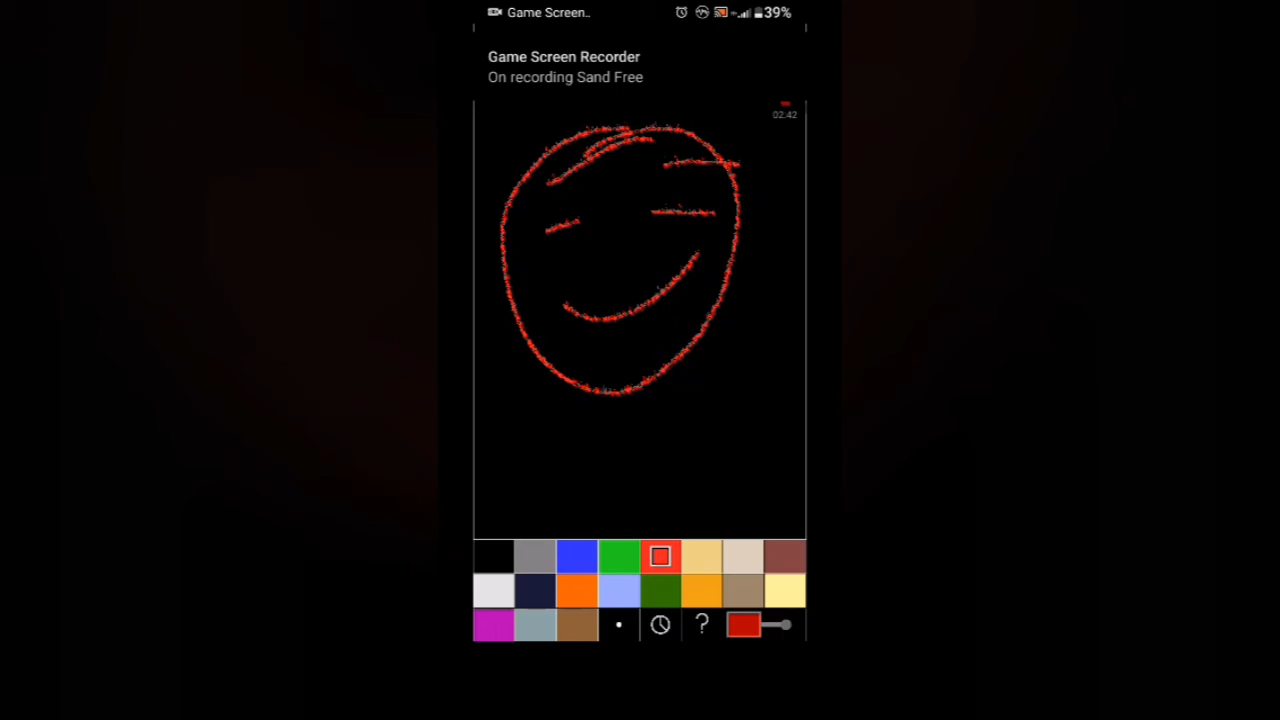 Game Screen..
39%
Game Screen Recorder
On recording Sand Free
02:42
?